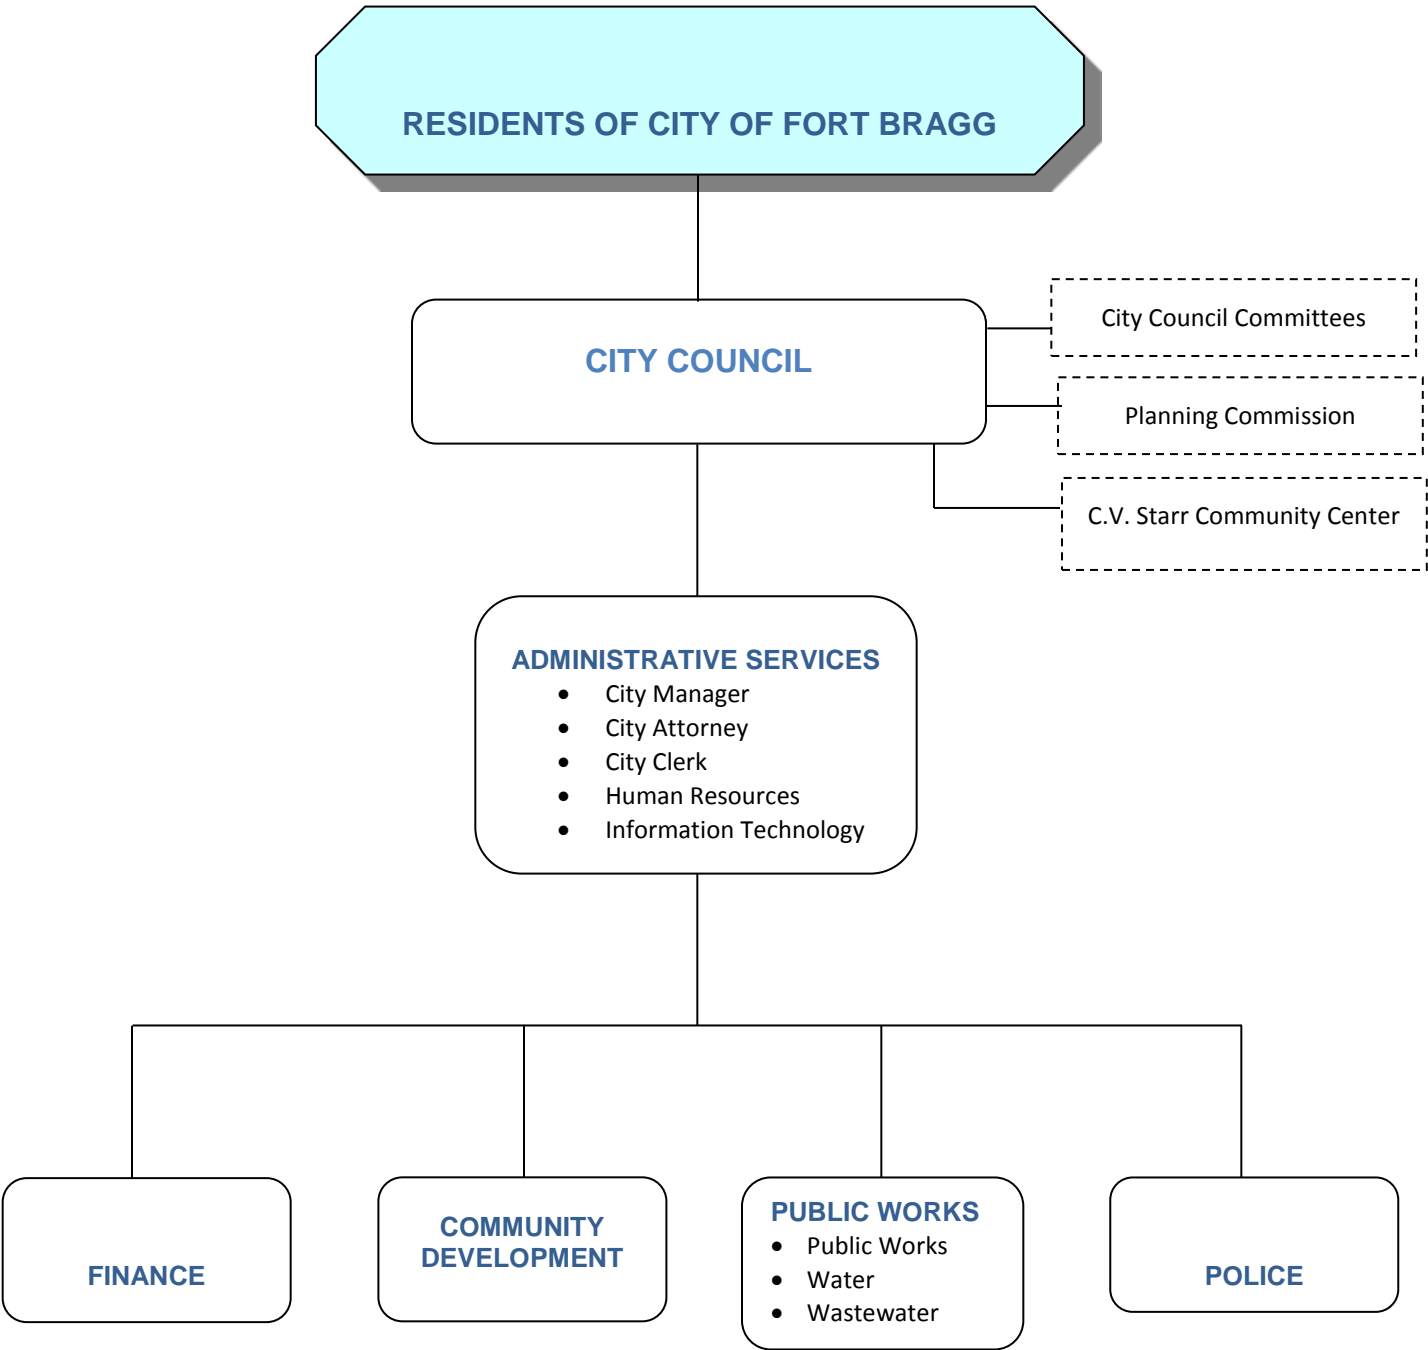 RESIDENTS OF CITY OF FORT BRAGG
CITY COUNCIL
City Council Committees
Planning Commission
C.V. Starr Community Center
ADMINISTRATIVE SERVICES
• City Manager
• City Attorney
• City Clerk
• Human Resources
• Information Technology
FINANCE
COMMUNITY
DEVELOPMENT
PUBLIC WORKS
• Public Works
• Water
• Wastewater
POLICE